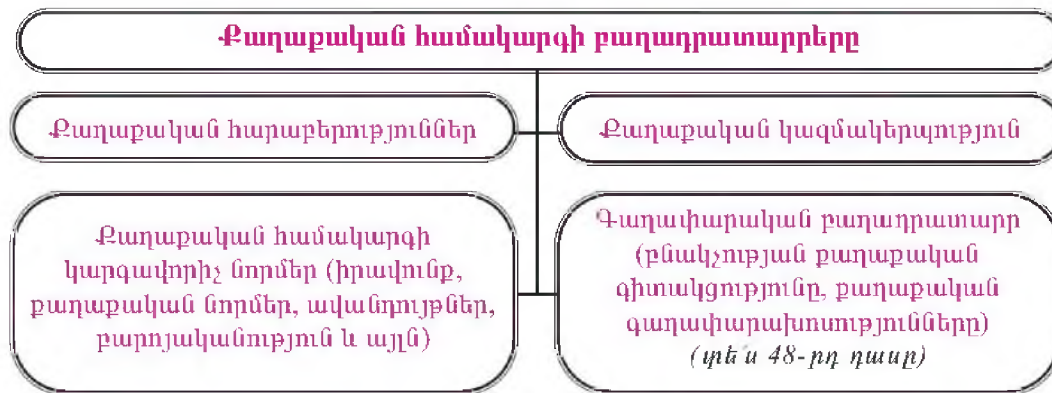 Քաղաքական համակարգի բաղադրատարրերը
Քաղաքական հարաբերություններ
Քաղաքական կազմակերպություն
Քաղաքական համակարգի
կարգավորիչ նորմեր (իրավունք,
քաղաքական նորմեր, ավանդույթներ,
բարոյականություն և այլն)
Գաղափարական բաղադրատարր
(բնակչության քաղաքական
գիտակցությունը, քաղաքական
գաղափարախոսությունները)
(տե՛ս 48-րդ դասը)